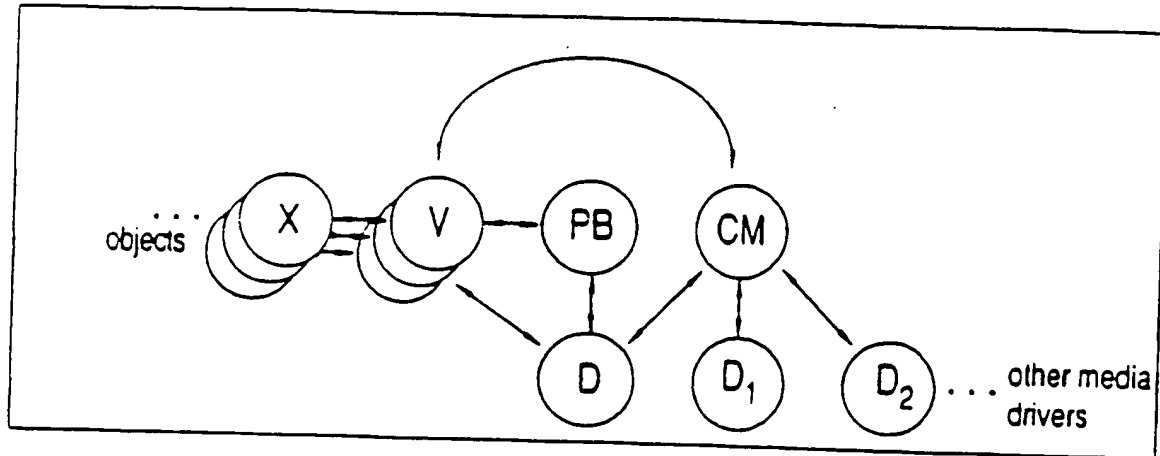 . . . 
objects
X
V
PB
CM
D
D₁
D₂
. . . other media
drivers